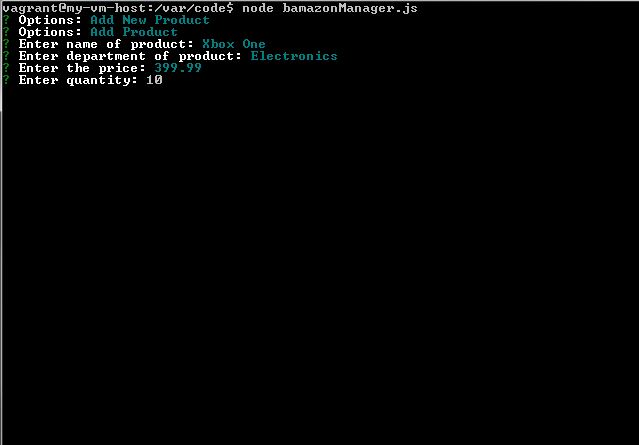 vagrant@my-vm-host:/var/code$ node bamazonManager.js
? Options: Add New Product
? Options: Add Product
? Enter name of product: Xbox One
? Enter department of product: Electronics
? Enter the price: 399.99
? Enter quantity: 10